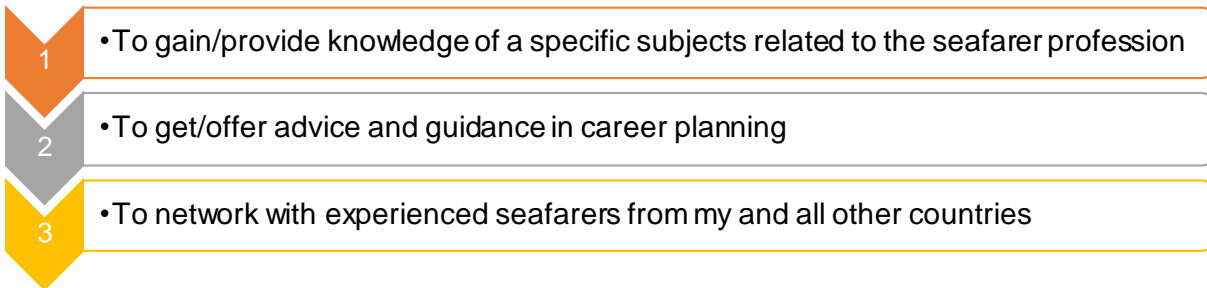 1
•To gain/provide knowledge of a specific subjects related to the seafarer profession
2
•To get/offer advice and guidance in career planning
3
•To network with experienced seafarers from my and all other countries